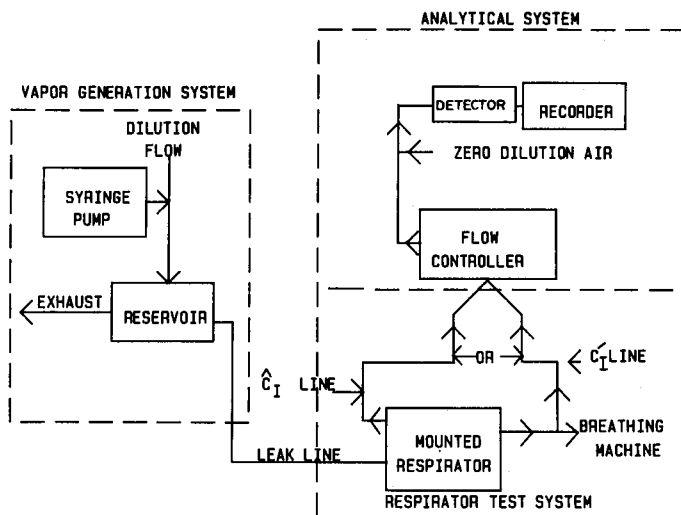 ANALYTICAL SYSTEM
VAPOR GENERATION SYSTEM
DILUTION
FLOW
SYRINGE
PUMP
EXHAUST
RESERVOIR
DETECTOR
RECORDER
ZERO DILUTION AIR
FLOW
CONTROLLER
OR
C′I LINE
ĈI LINE
MOUNTED
RESPIRATOR
BREATHING
MACHINE
LEAK LINE
RESPIRATOR TEST SYSTEM